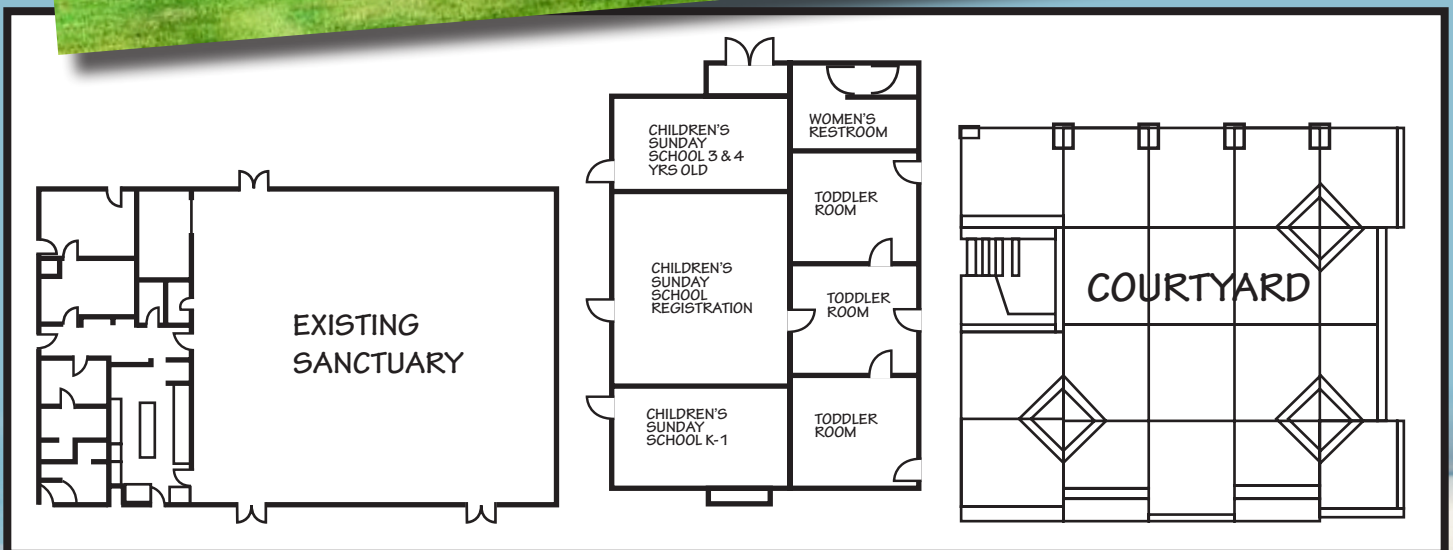 EXISTING
SANCTUARY
CHILDREN'S
SUNDAY
SCHOOL 3 & 4
YRS OLD
CHILDREN'S
SUNDAY
SCHOOL
REGISTRATION
CHILDREN'S
SUNDAY
SCHOOL K-1
WOMEN'S
RESTROOM
TODDLER
ROOM
TODDLER
ROOM
TODDLER
ROOM
COURTYARD